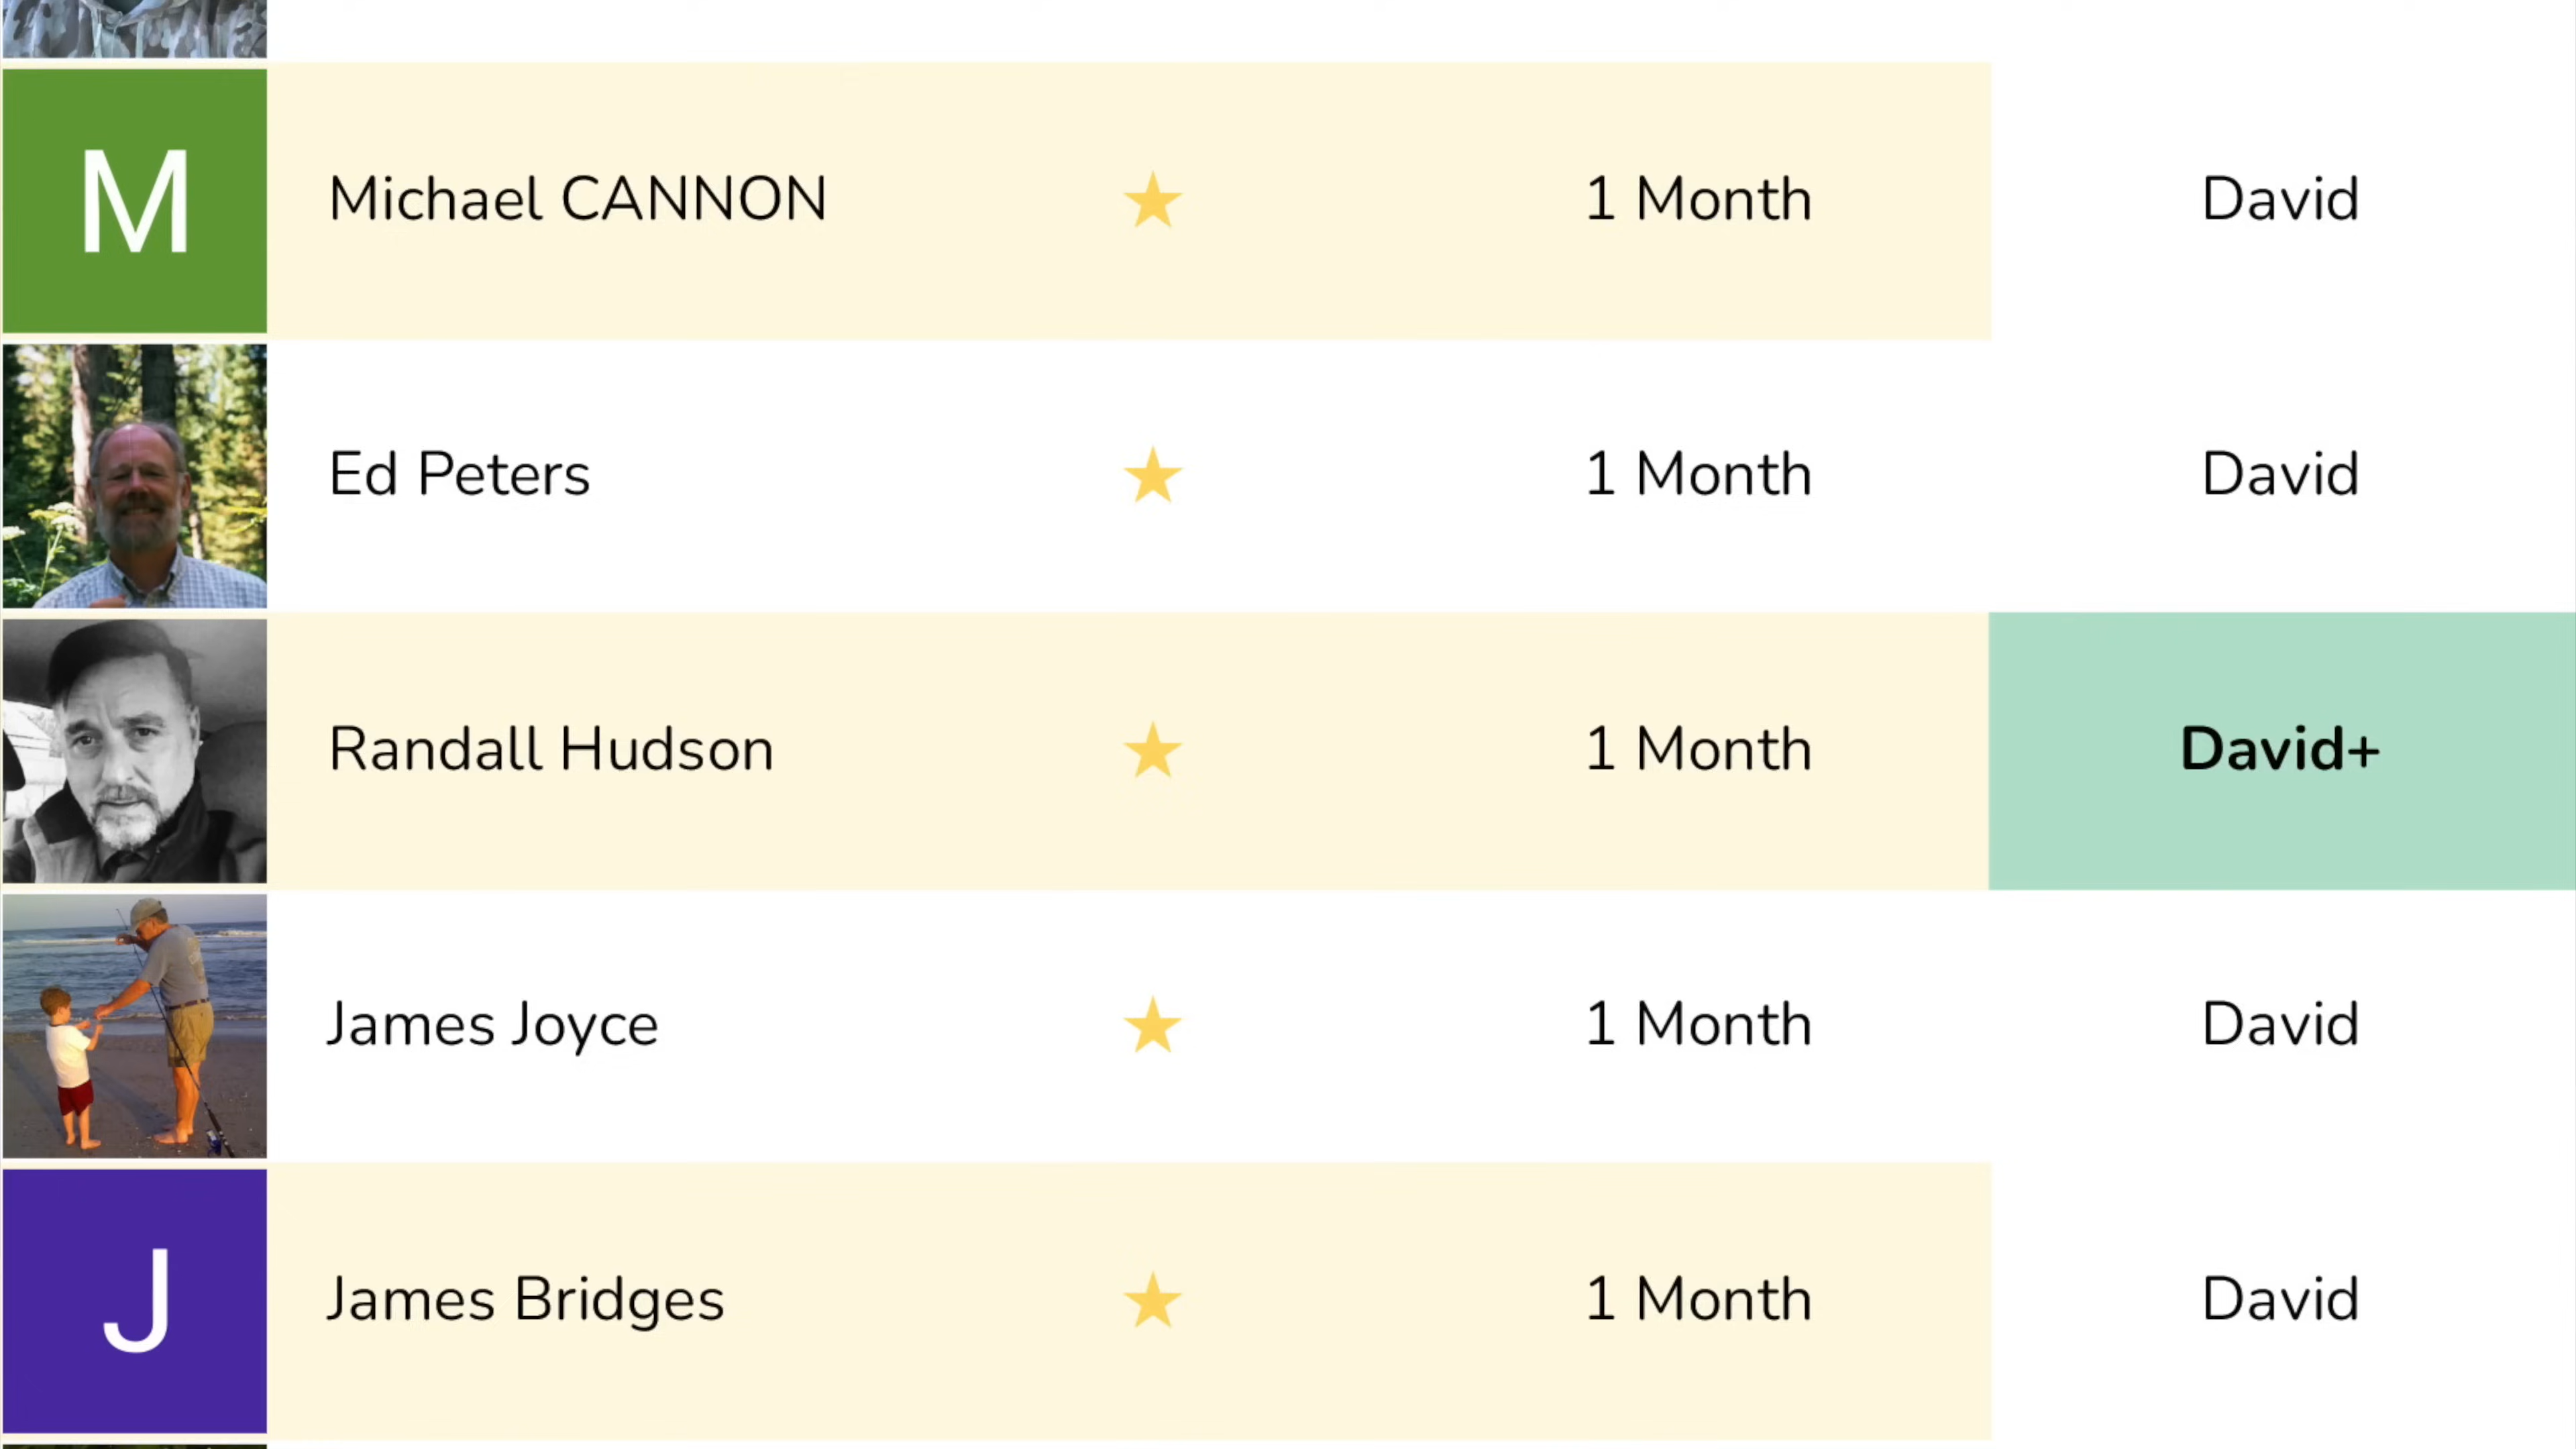 M Michael CANNON ★ 1 Month David
Ed Peters ★ 1 Month David
Randall Hudson ★ 1 Month David+
James Joyce ★ 1 Month David
J James Bridges ★ 1 Month David